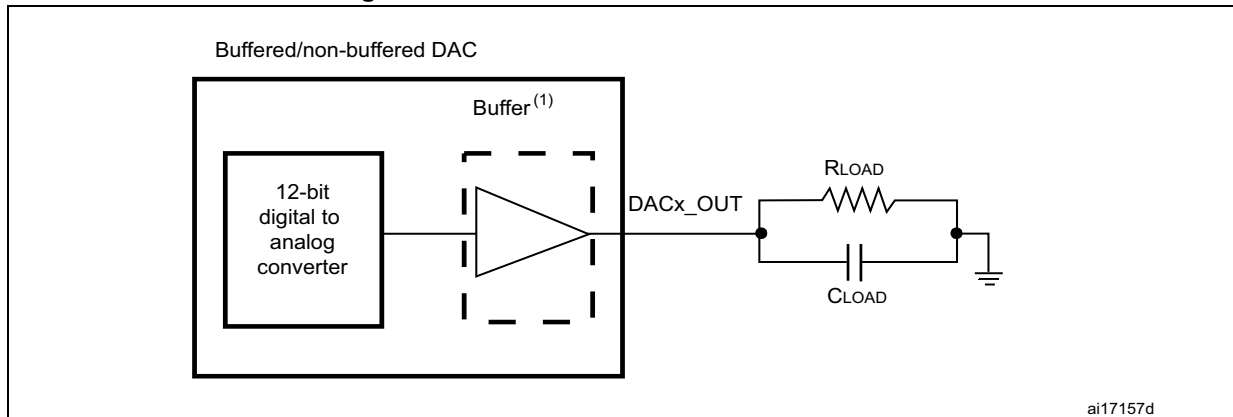 Buffered/non-buffered DAC
Buffer(1)
12-bit
digital to
analog
converter
DACx_OUT
RLOAD
CLOAD
ai17157d